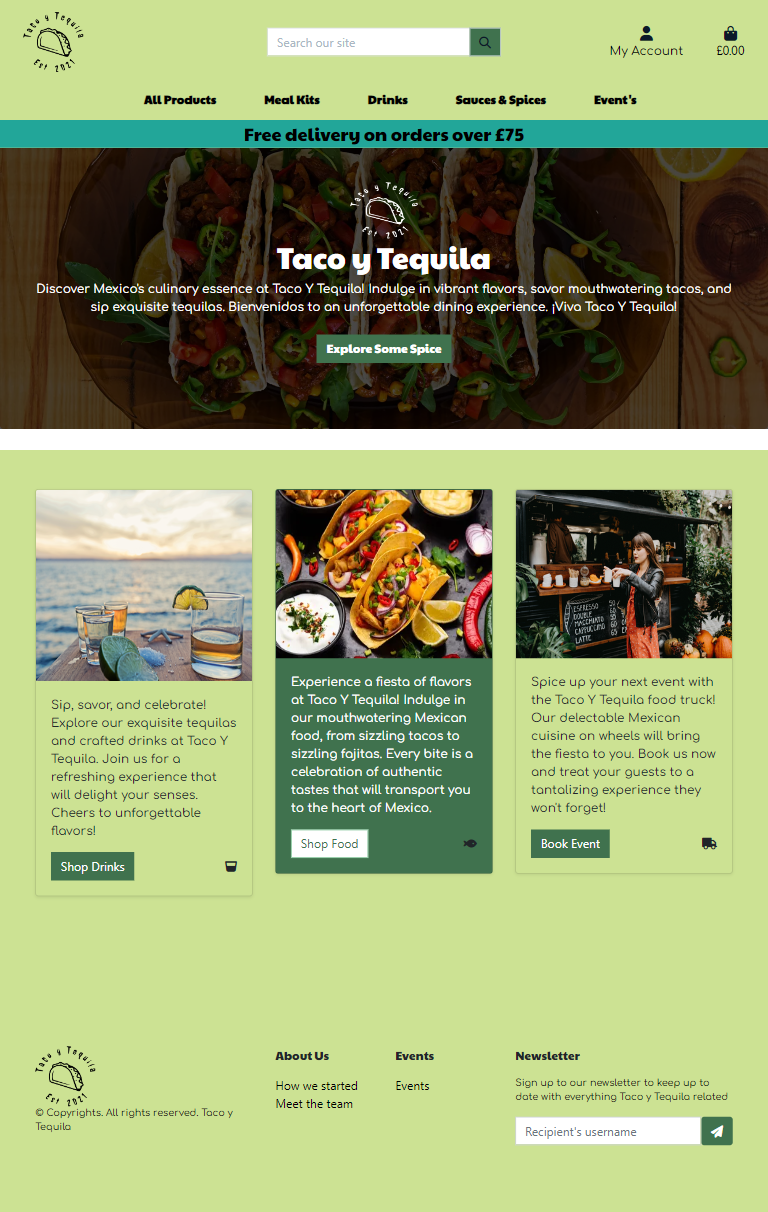 Taco y Tequila
Est 2021
Search our site
My Account
£0.00
All Products
Meal Kits
Drinks
Sauces & Spices
Event's
Free delivery on orders over £75
Taco y Tequila
Est 2021
Taco y Tequila
Discover Mexico's culinary essence at Taco Y Tequila! Indulge in vibrant flavors, savor mouthwatering tacos, and
sip exquisite tequilas. Bienvenidos to an unforgettable dining experience. ¡Viva Taco Y Tequila!
Explore Some Spice
Sip, savor, and celebrate!
Explore our exquisite tequilas
and crafted drinks at Taco Y
Tequila. Join us for a
refreshing experience that
will delight your senses.
Cheers to unforgettable
flavors!
Shop Drinks
Experience a fiesta of flavors
at Taco Y Tequila! Indulge in
our mouthwatering Mexican
food, from sizzling tacos to
sizzling fajitas. Every bite is a
celebration of authentic
tastes that will transport you
to the heart of Mexico.
Shop Food
ESPRESSO
DOUBLE
MACCHIATO
CAPPUCCINO
LATTE
Spice up your next event with
the Taco Y Tequila food truck!
Our delectable Mexican
cuisine on wheels will bring
the fiesta to you. Book us now
and treat your guests to a
tantalizing experience they
won't forget!
Book Event
Taco y Tequila
Est 2021
© Copyrights. All rights reserved. Taco y
Tequila
About Us
How we started
Meet the team
Events
Events
Newsletter
Sign up to our newsletter to keep up to
date with everything Taco y Tequila related
Recipient's username